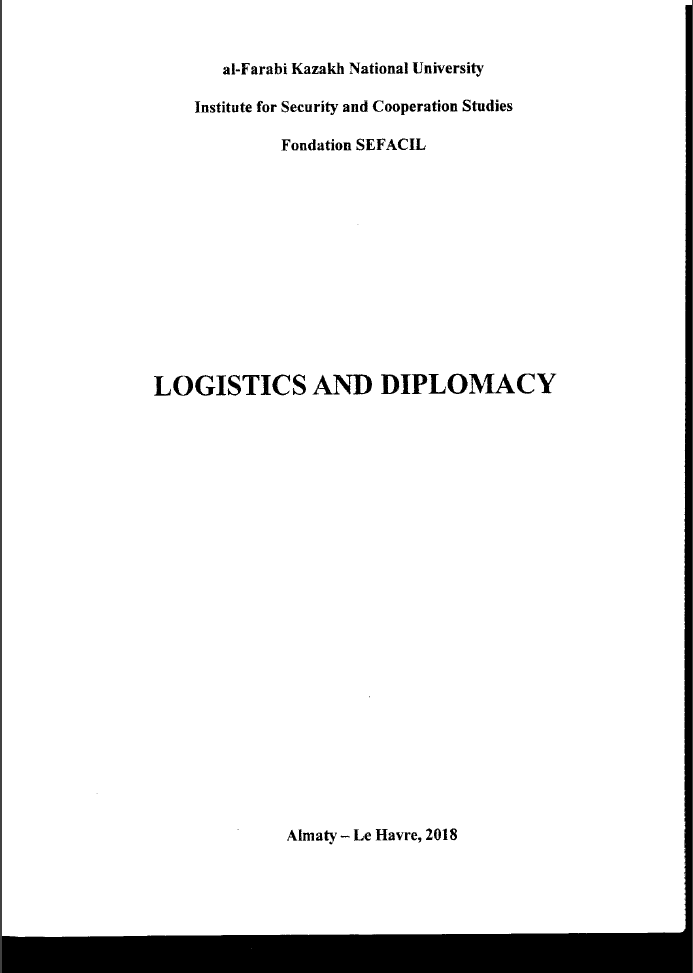 al-Farabi Kazakh National University
Institute for Security and Cooperation Studies
Fondation SEFACIL
LOGISTICS AND DIPLOMACY
Almaty – Le Havre, 2018